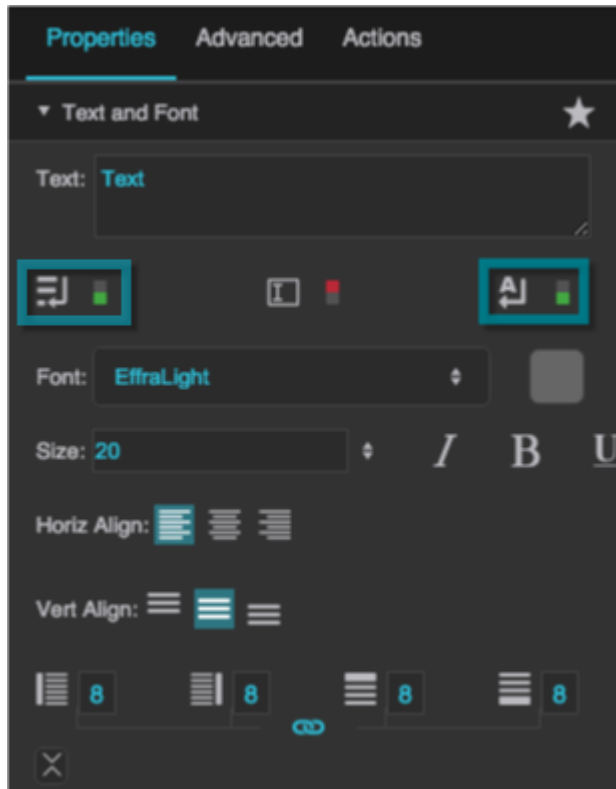 Properties Advanced Actions
Text and Font
Text: Text
A
Font: EffraLight
Size: 20 I B U
Horiz Align:
Vert Align:
8 8 8 8